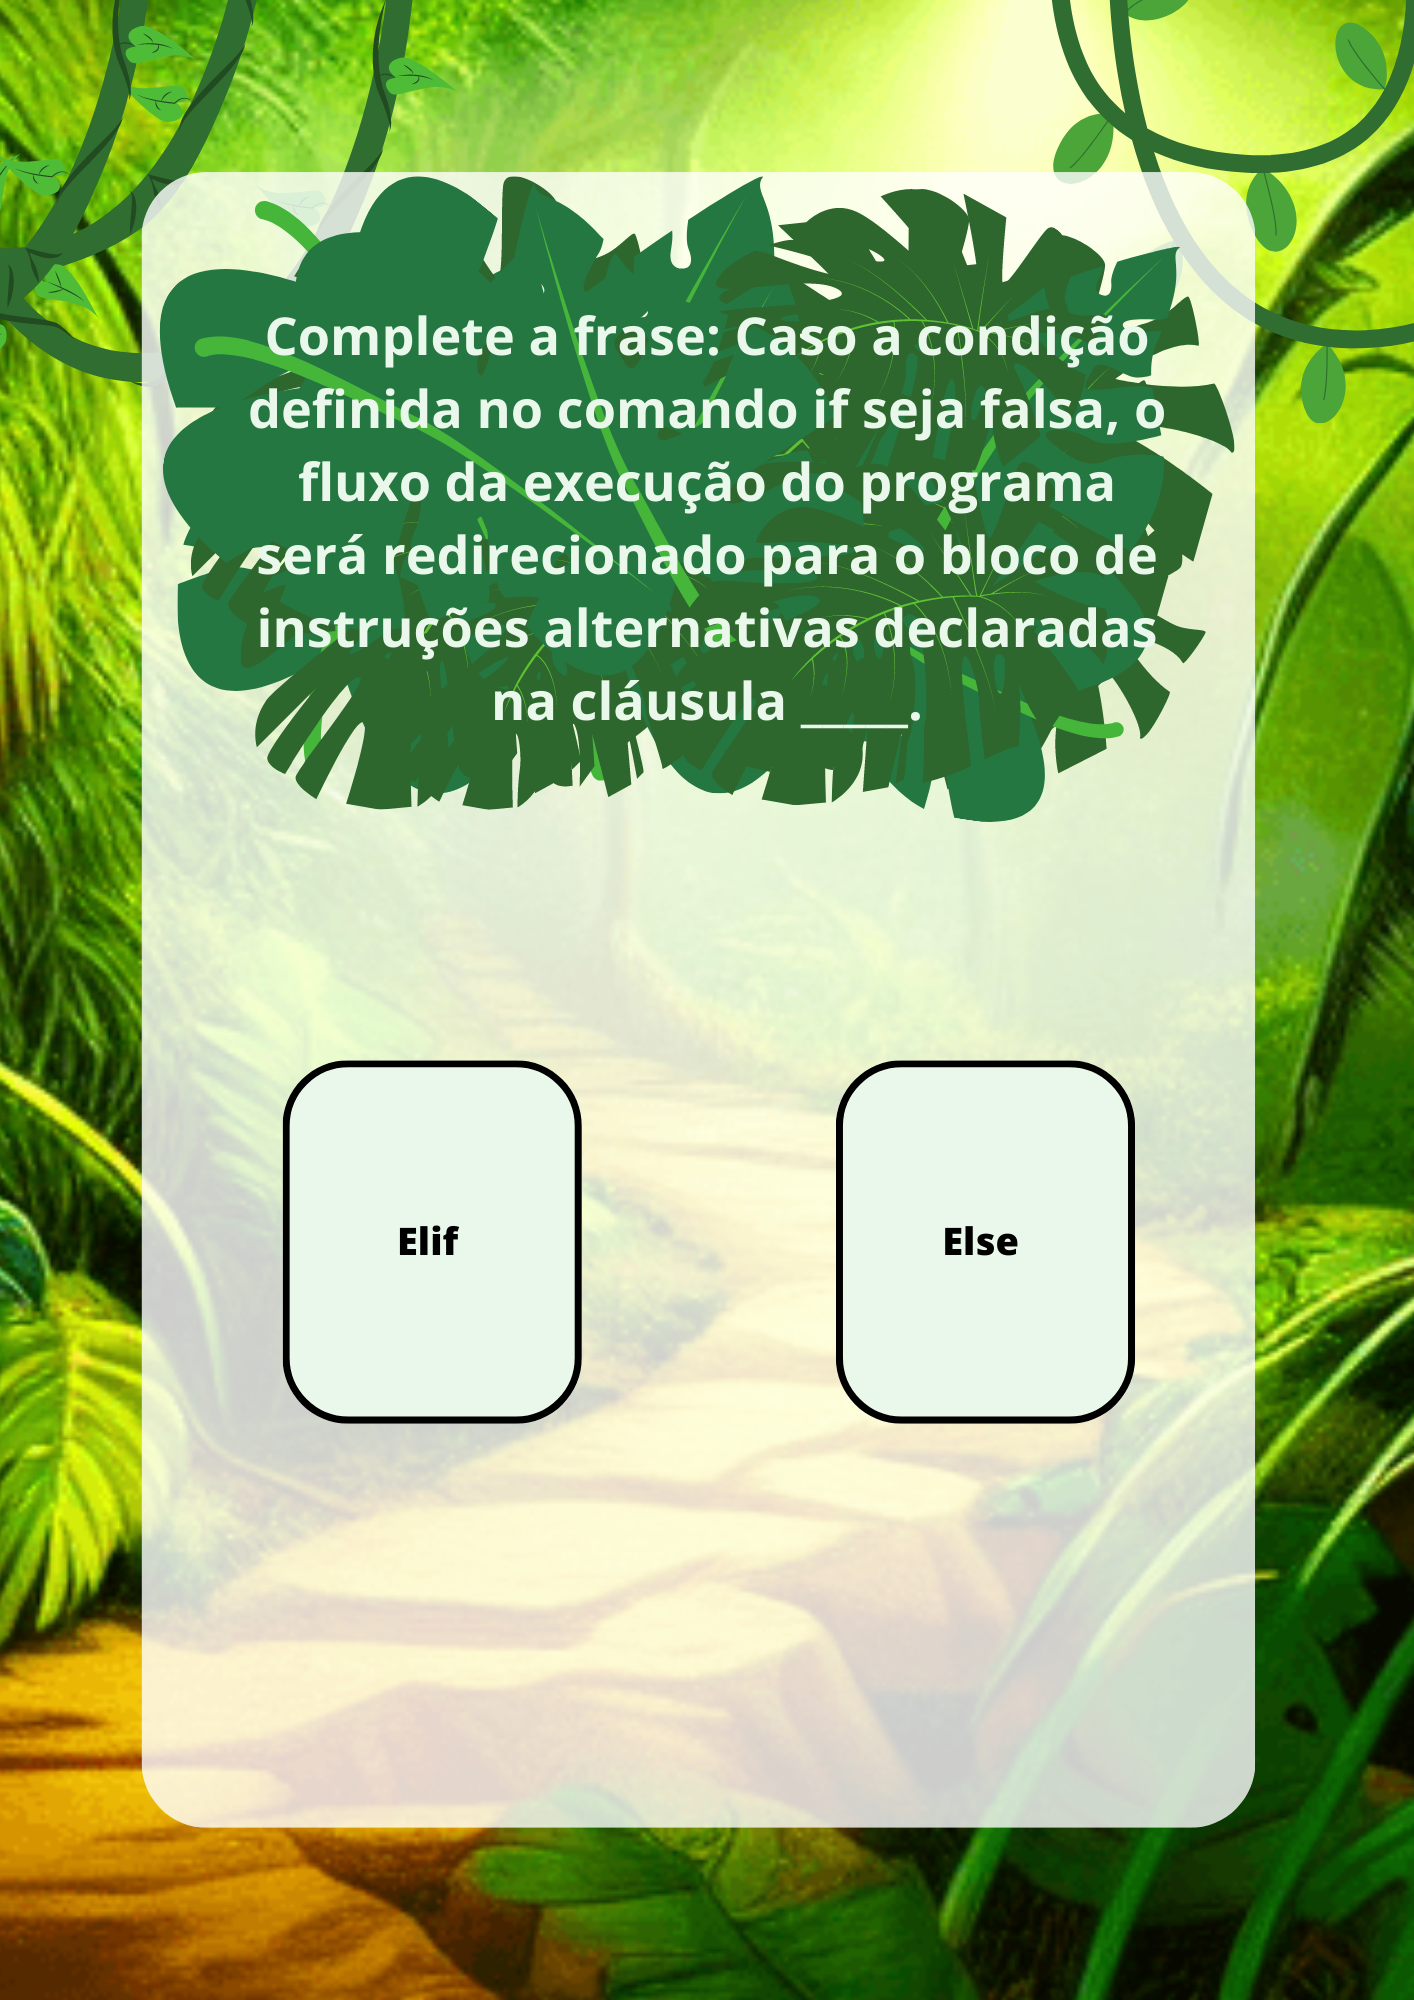 Complete a frase: Caso a condição
definida no comando if seja falsa, o
fluxo da execução do programa
será redirecionado para o bloco de
instruções alternativas declaradas
na cláusula _____.
Elif
Else